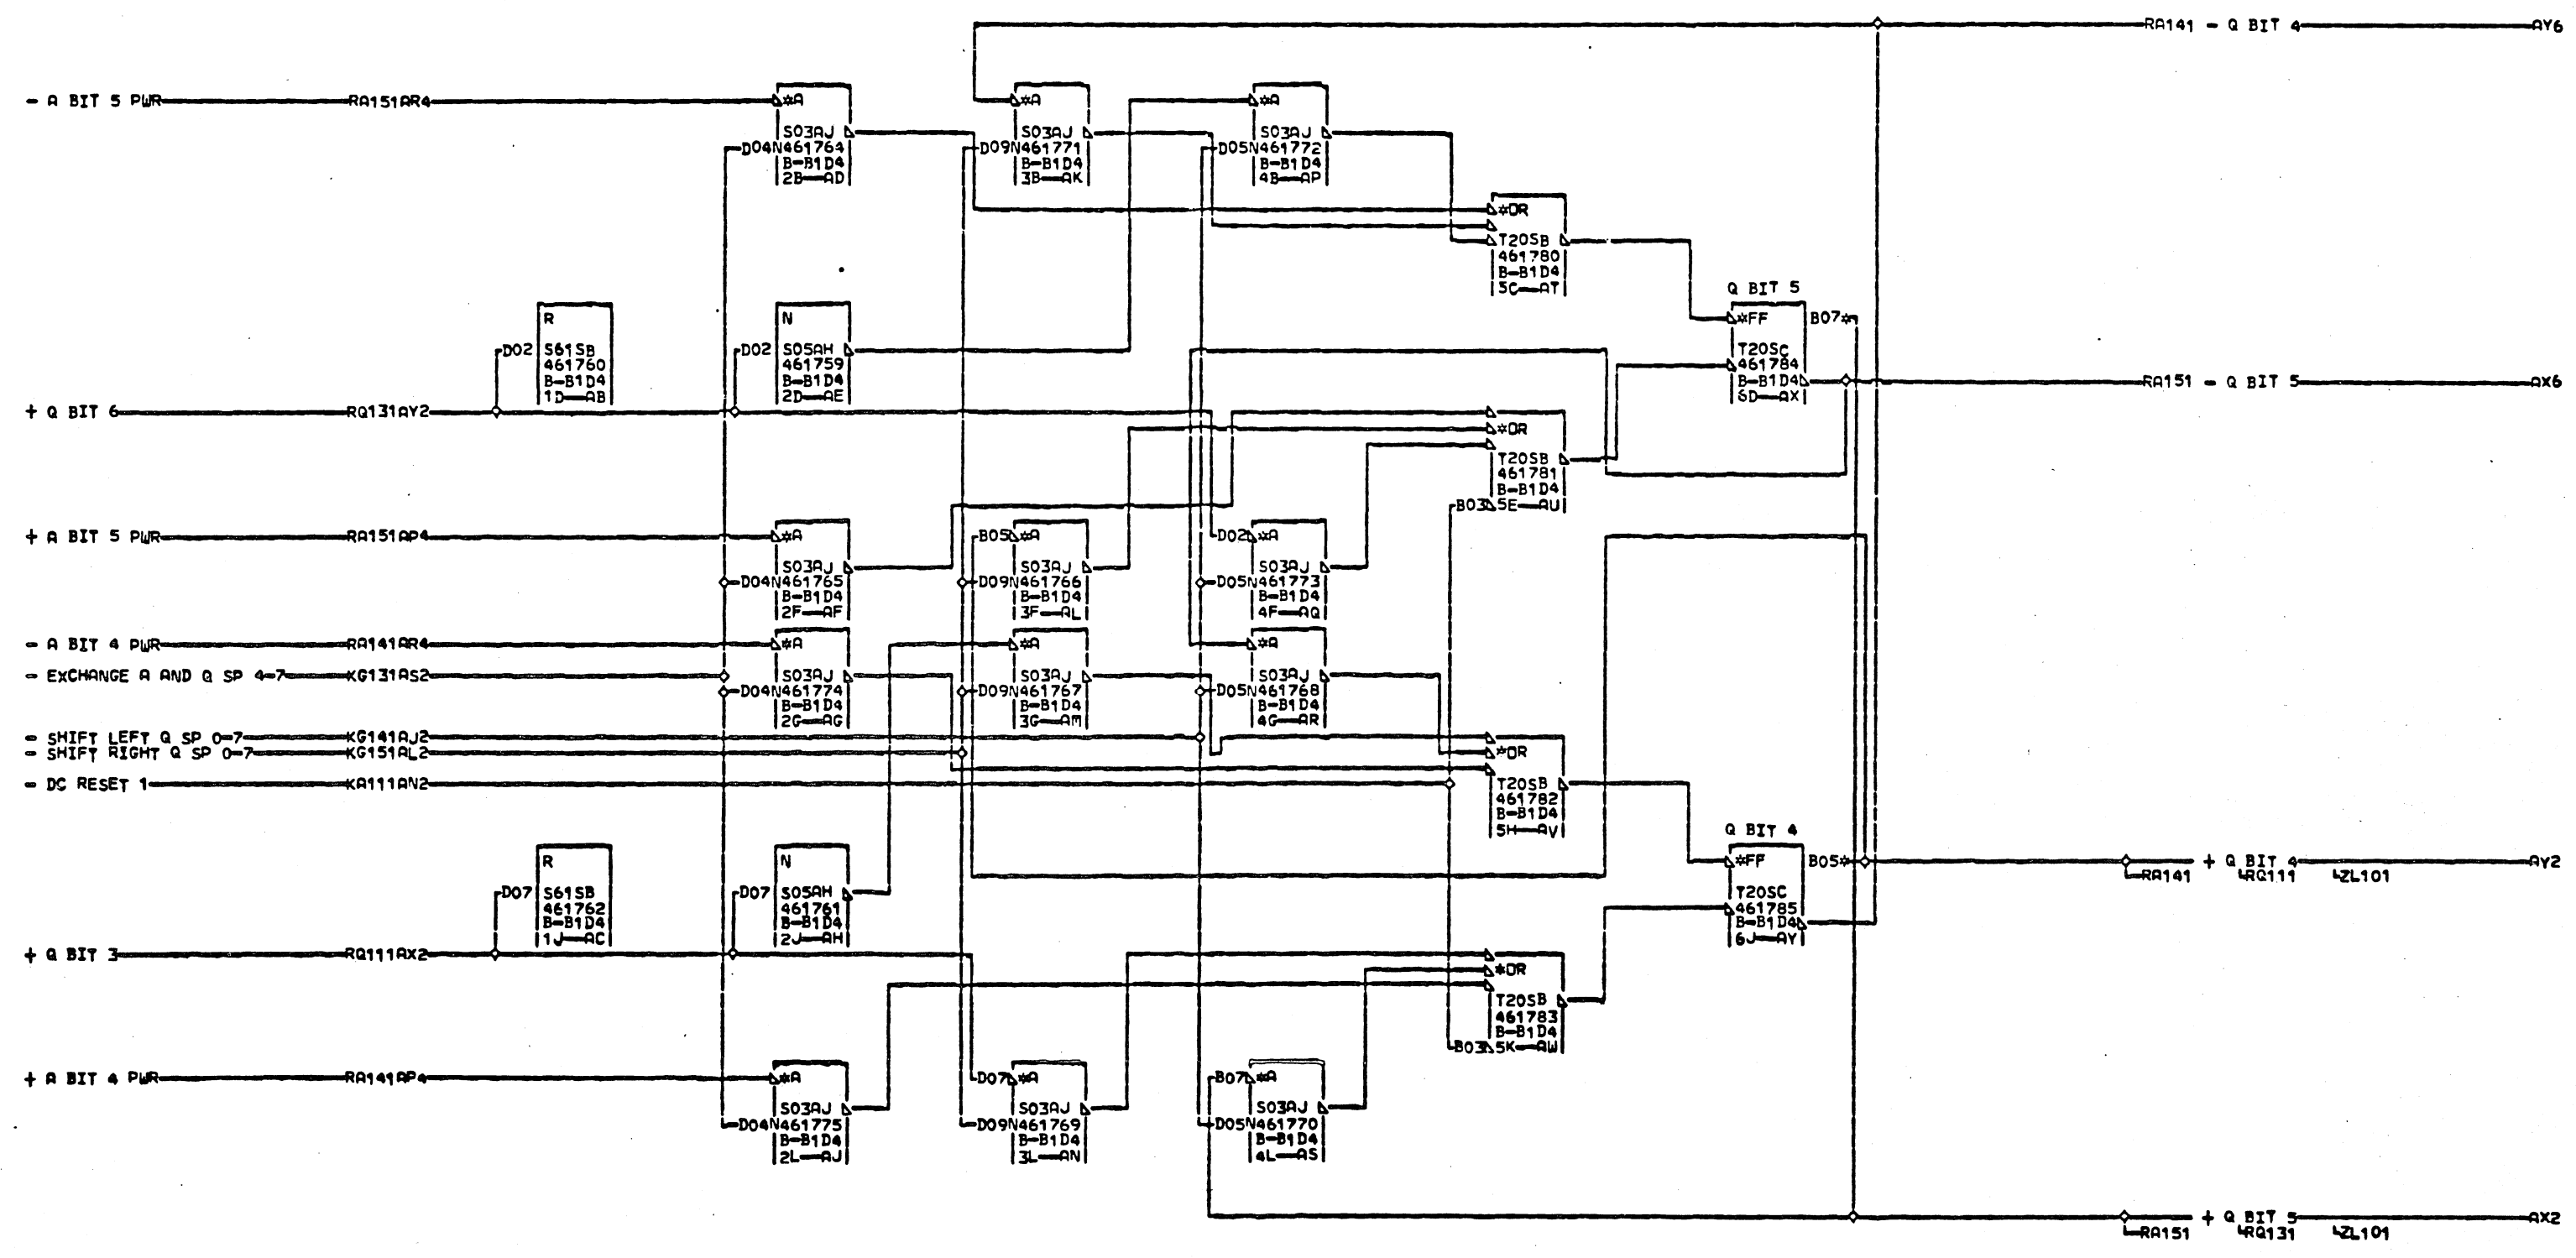 RA141 - Q BIT 4 AY6
- A BIT 5 PWR RA151AR4
*A
S03AJ
D04N461764
B-B1D4
2B-AD
*A
S03AJ
D09N461771
B-B1D4
3B-AK
*A
S03AJ
D05N461772
B-B1D4
4B-AP
*OR
T20SB
461780
B-B1D4
5C-AT
R
D02 S61SB
461760
B-B1D4
1D-AB
N
D02 S05AH
461759
B-B1D4
2D-AE
Q BIT 5
*FF B07*
T20SC
461784
B-B1D4
6D-AX
RA151 - Q BIT 5 AX6
+ Q BIT 6 RQ131AY2
*OR
T20SB
461781
B-B1D4
B03 5E-AU
+ A BIT 5 PWR RA151AP4
*A
S03AJ
D04N461765
B-B1D4
2F-AF
B05 *A
S03AJ
D09N461766
B-B1D4
3F-AL
D02 *A
S03AJ
D05N461773
B-B1D4
4F-AQ
- A BIT 4 PWR RA141AR4
- EXCHANGE A AND Q SP 4-7 KG131AS2
*A
S03AJ
D04N461774
B-B1D4
2G-AG
*A
S03AJ
D09N461767
B-B1D4
3G-AM
*A
S03AJ
D05N461768
B-B1D4
4G-AR
- SHIFT LEFT Q SP 0-7 KG141AJ2
- SHIFT RIGHT Q SP 0-7 KG151AL2
- DC RESET 1 KA111AN2
*OR
T20SB
461782
B-B1D4
5H-AV
R
D07 S61SB
461762
B-B1D4
1J-AC
N
D07 S05AH
461761
B-B1D4
2J-AH
Q BIT 4
*FF B05*
T20SC
461785
B-B1D4
6J-AY
+ Q BIT 4 AY2
RA141 RQ111 ZL101
+ Q BIT 3 RQ111AX2
*OR
T20SB
461783
B-B1D4
B03 5K-AW
+ A BIT 4 PWR RA141AP4
*A
S03AJ
D04N461775
B-B1D4
2L-AJ
D07 *A
S03AJ
D09N461769
B-B1D4
3L-AN
B07 *A
S03AJ
D05N461770
B-B1D4
4L-AS
+ Q BIT 5 AX2
RA151 RQ131 ZL101